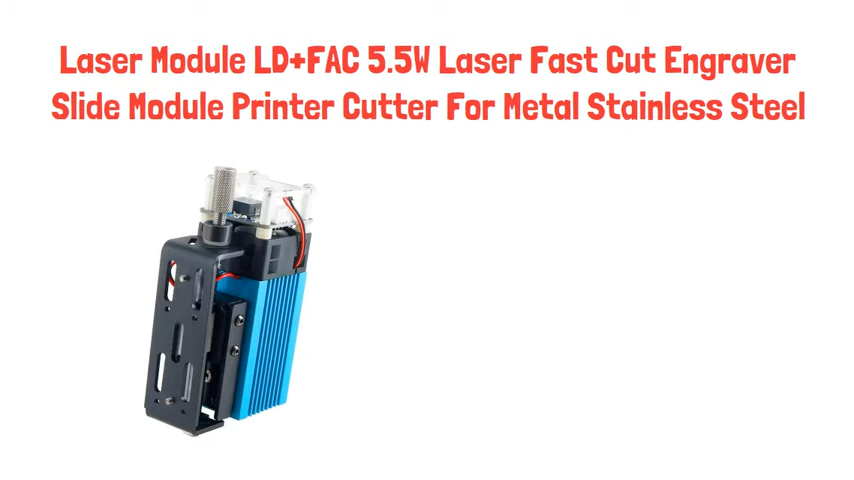 Laser Module LD+FAC 5.5W Laser Fast Cut Engraver
Slide Module Printer Cutter For Metal Stainless Steel